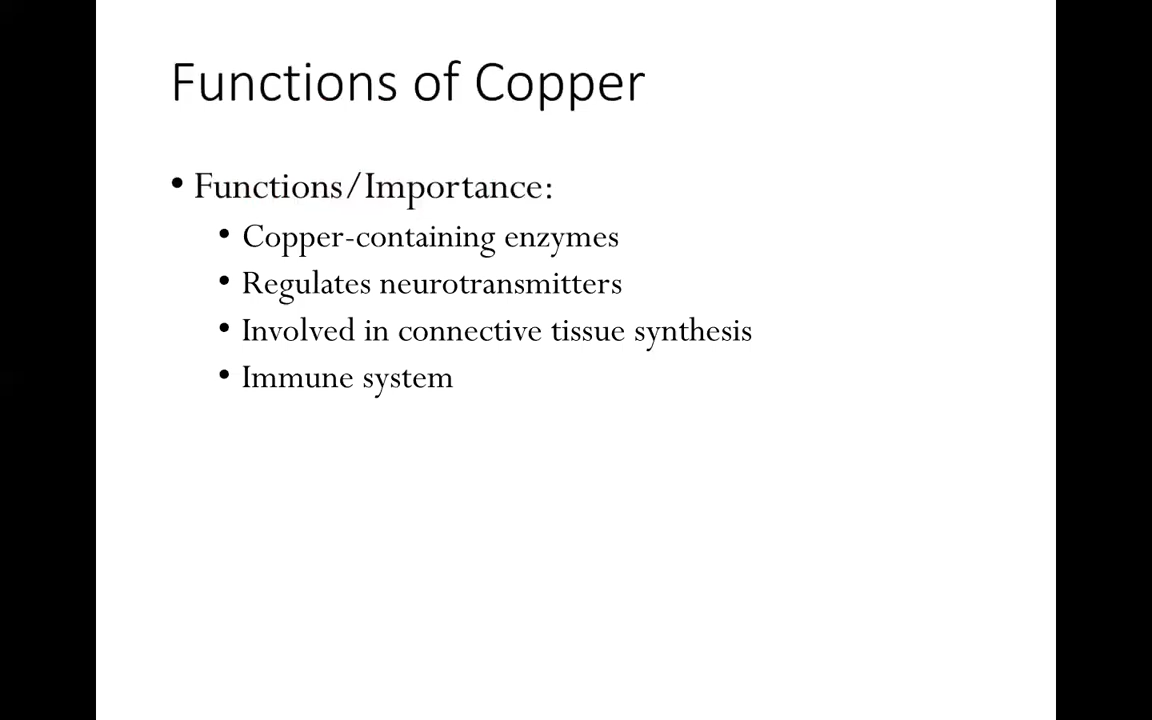 Functions of Copper
• Functions/Importance:
• Copper-containing enzymes
• Regulates neurotransmitters
• Involved in connective tissue synthesis
• Immune system